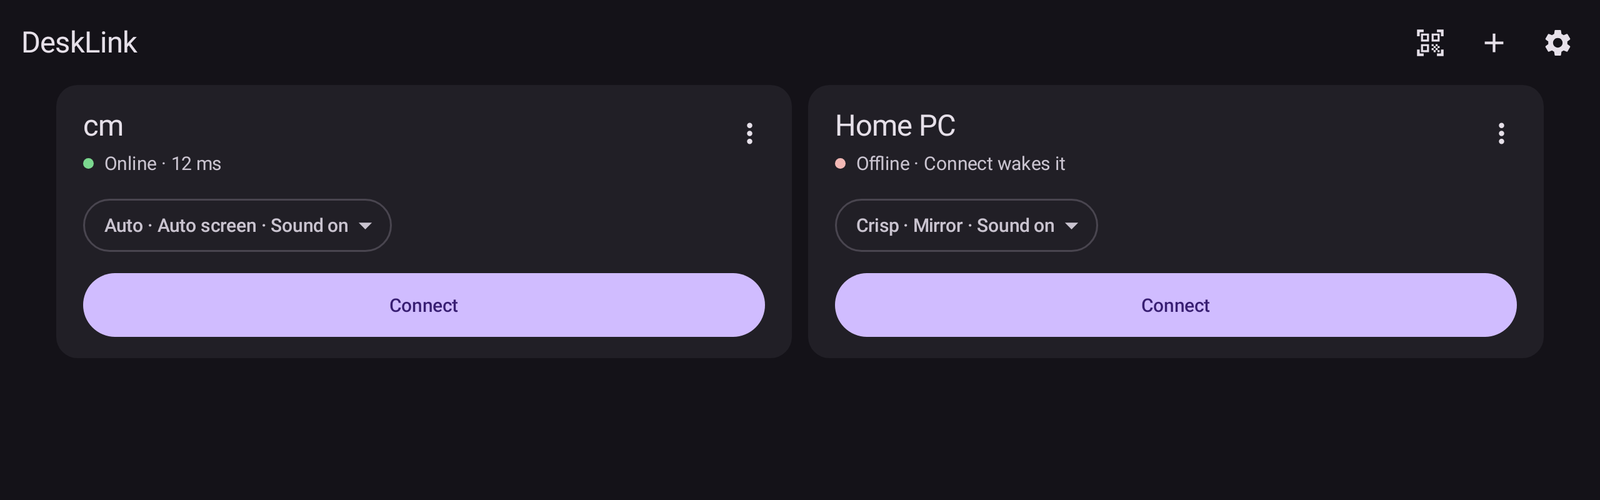 DeskLink
cm
Online · 12 ms
Auto · Auto screen · Sound on
Connect
Home PC
Offline · Connect wakes it
Crisp · Mirror · Sound on
Connect